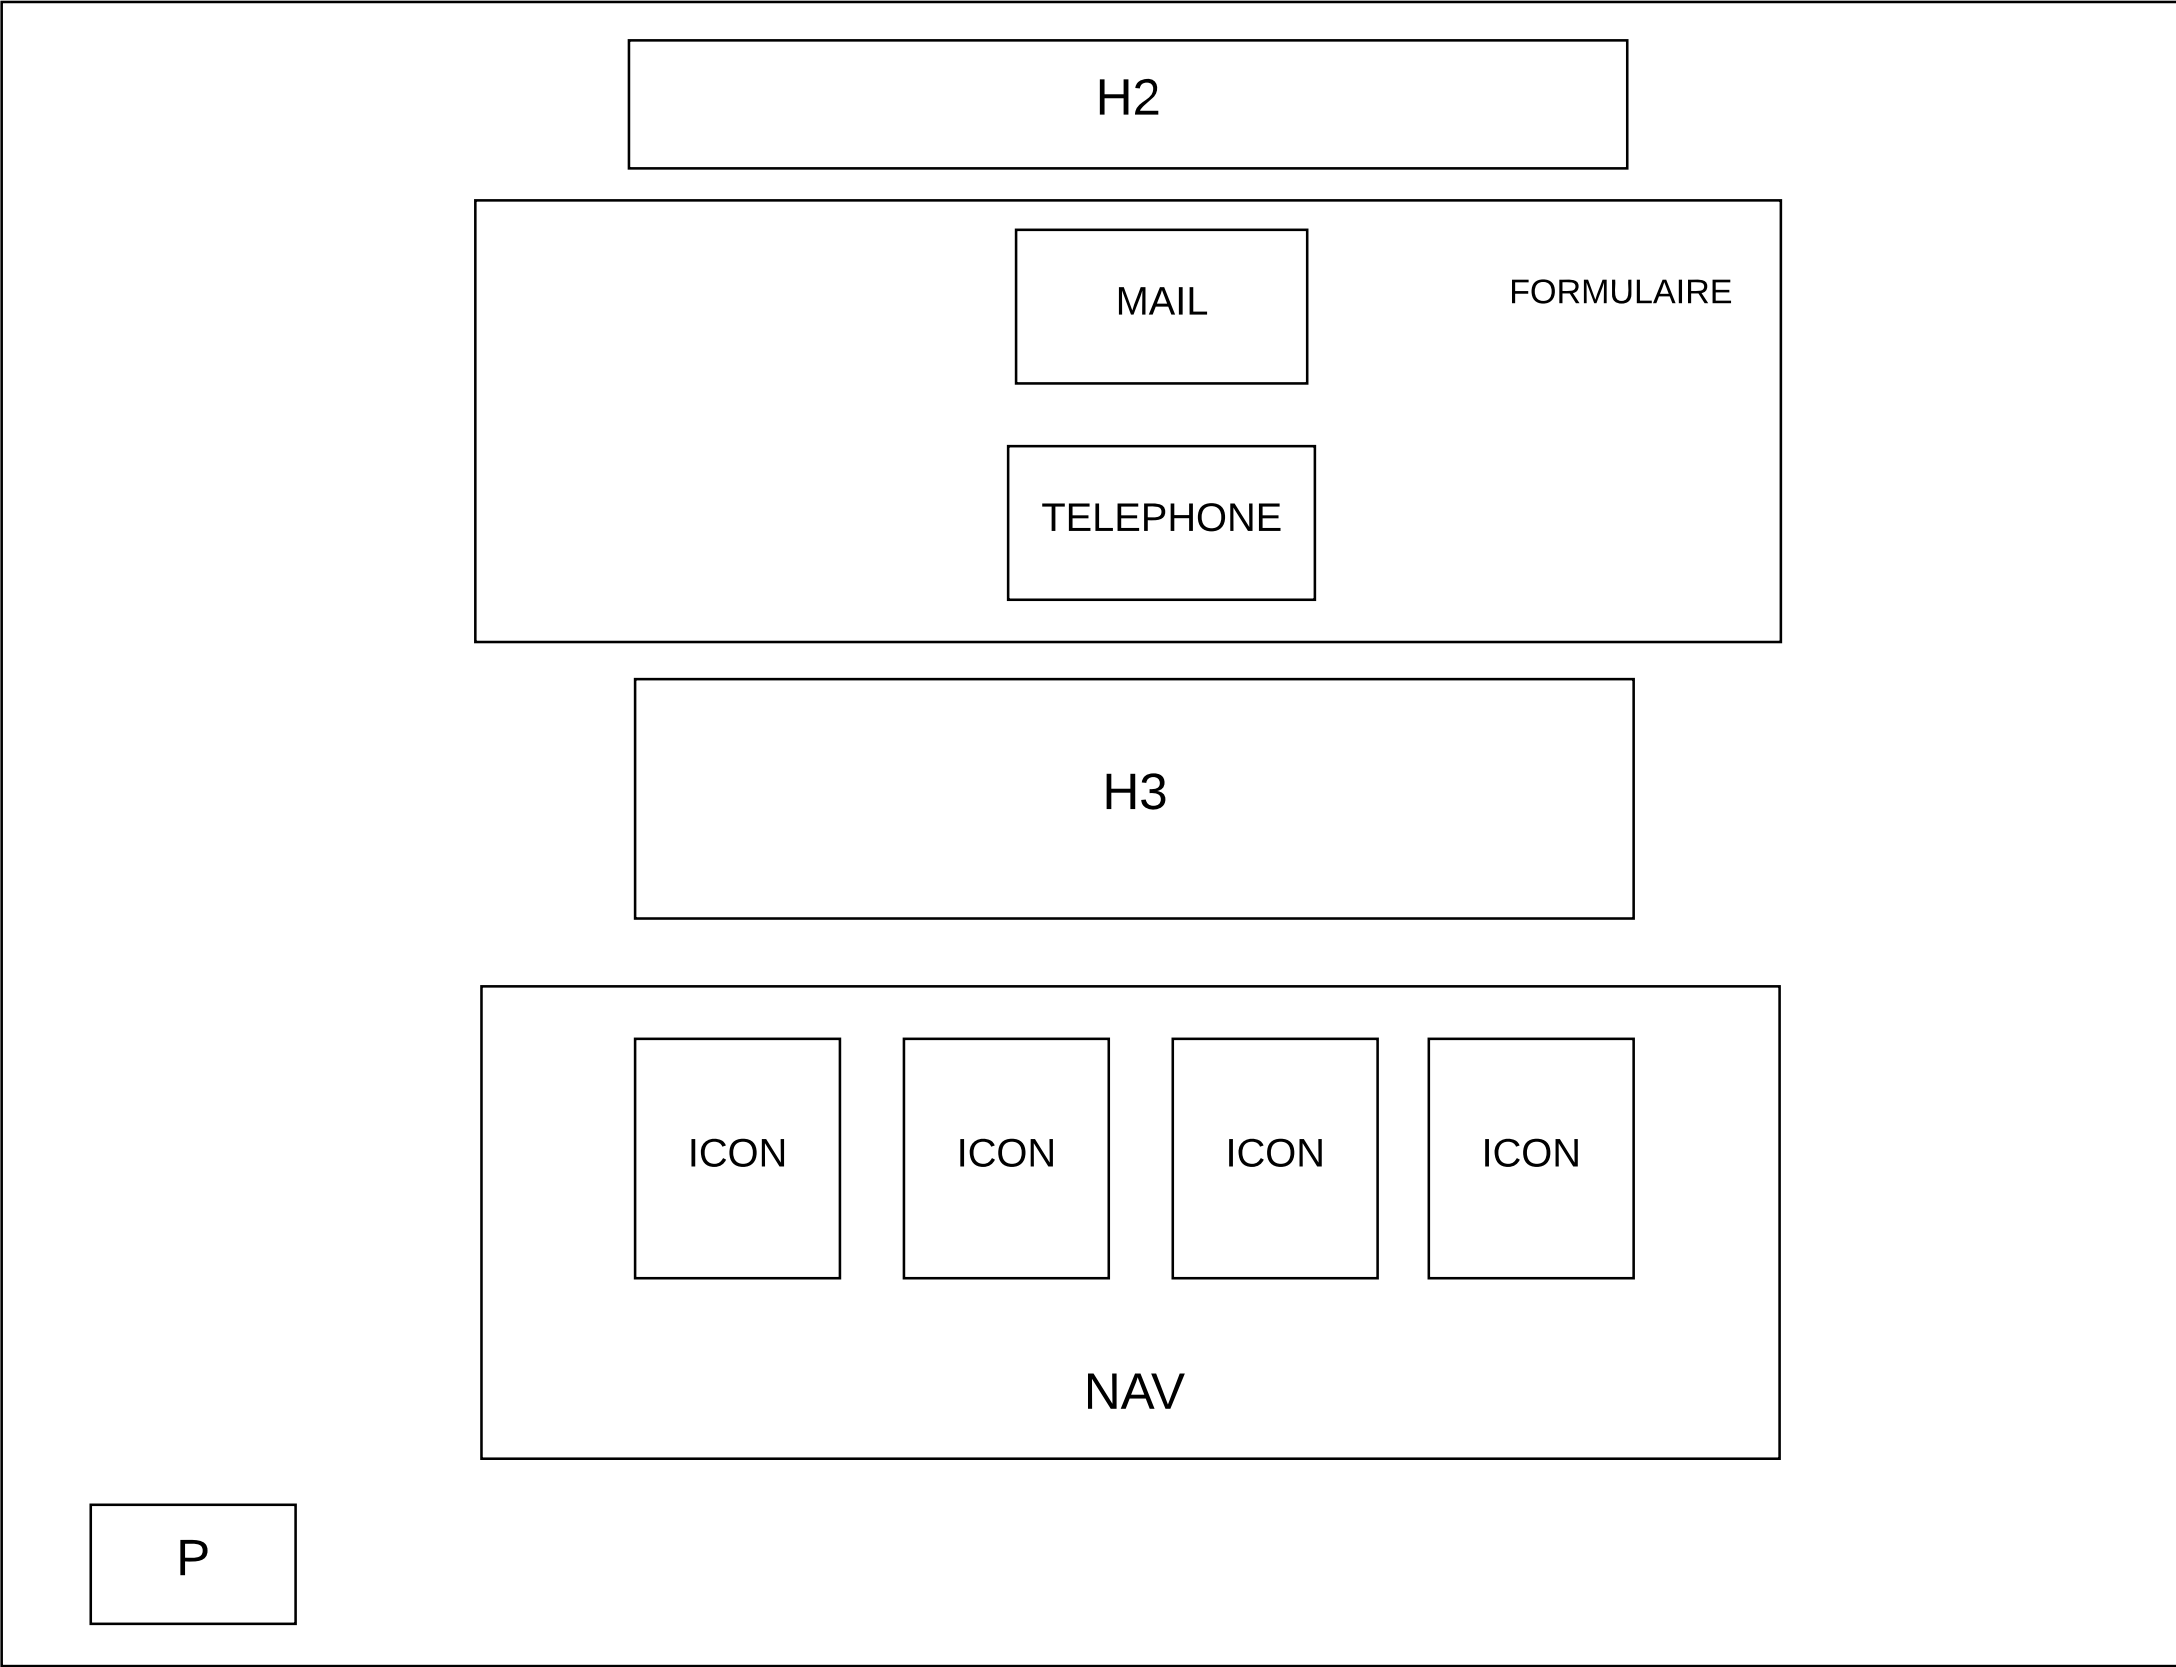 H2
MAIL
FORMULAIRE
TELEPHONE
H3
ICON ICON ICON ICON
NAV
P